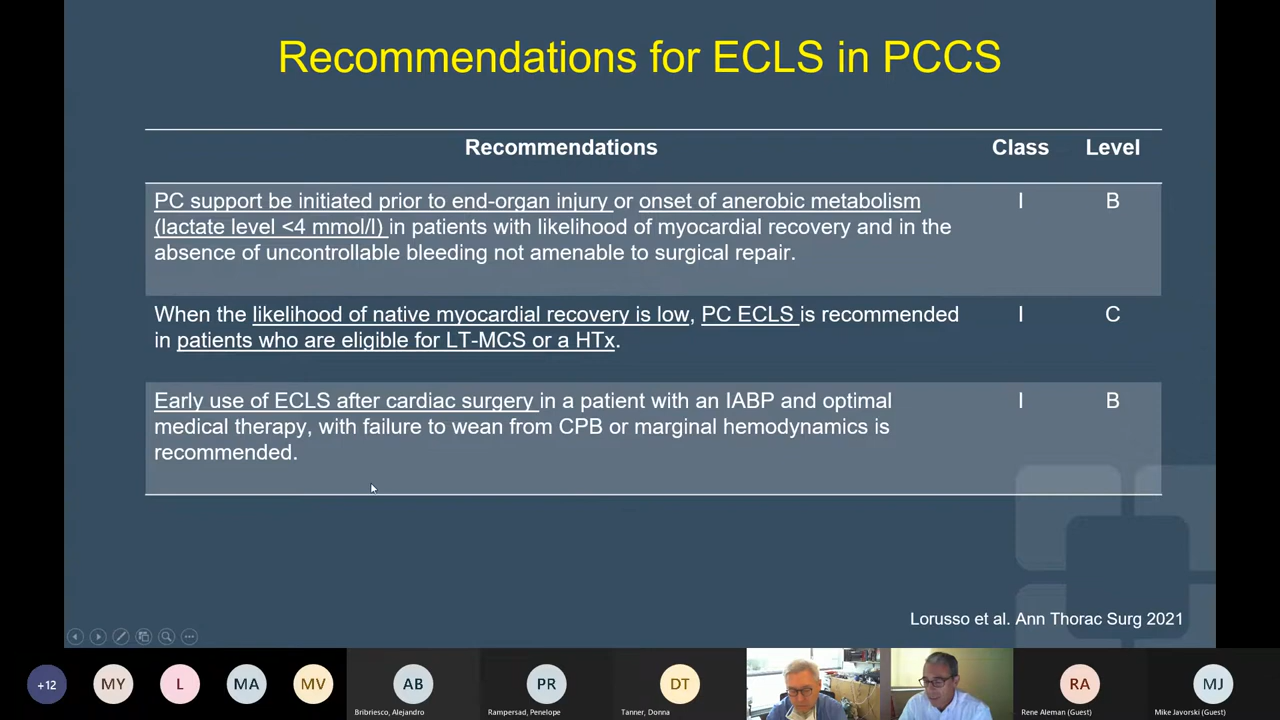 Recommendations for ECLS in PCCS
Recommendations Class Level
PC support be initiated prior to end-organ injury or onset of anerobic metabolism I B
(lactate level <4 mmol/l) in patients with likelihood of myocardial recovery and in the
absence of uncontrollable bleeding not amenable to surgical repair.
When the likelihood of native myocardial recovery is low, PC ECLS is recommended I C
in patients who are eligible for LT-MCS or a HTx.
Early use of ECLS after cardiac surgery in a patient with an IABP and optimal I B
medical therapy, with failure to wean from CPB or marginal hemodynamics is
recommended.
Lorusso et al. Ann Thorac Surg 2021
+12 MY L MA MV AB PR DT RA MJ
Bribriesco, Alejandro Rampersad, Penelope Tanner, Donna Rene Aleman (Guest) Mike Javorski (Guest)